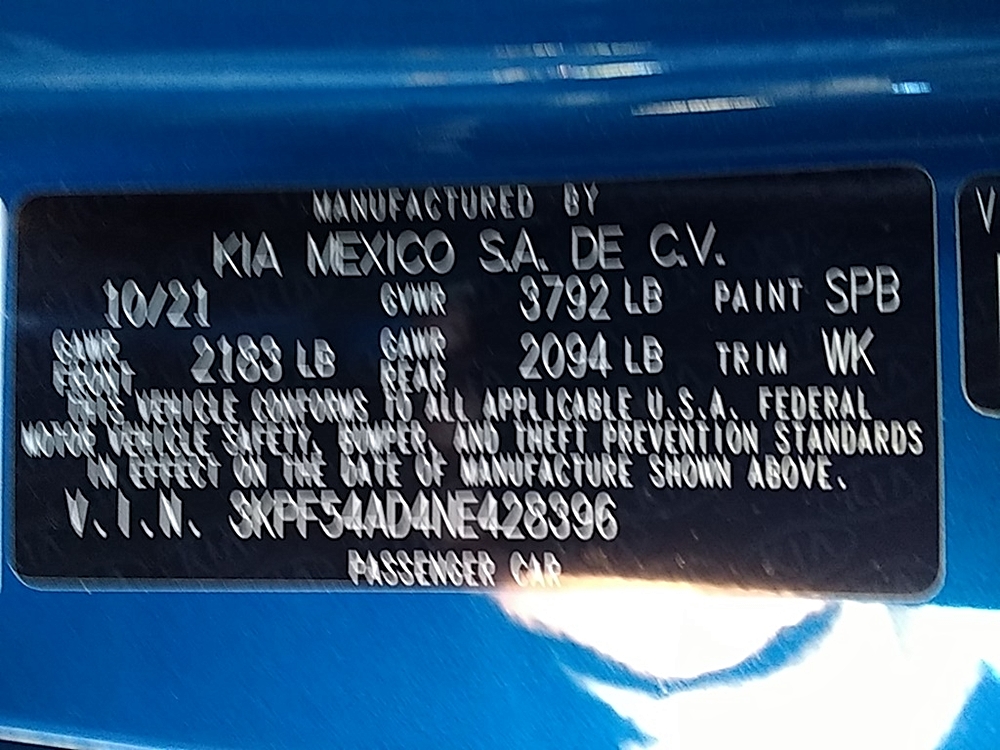 MANUFACTURED BY
KIA MEXICO S.A. DE C.V.
10/21 GVWR 3792 LB PAINT SPB
GAWR FRONT 2183 LB GAWR REAR 2094 LB TRIM WK
THIS VEHICLE CONFORMS TO ALL APPLICABLE U.S.A. FEDERAL
MOTOR VEHICLE SAFETY, BUMPER, AND THEFT PREVENTION STANDARDS
IN EFFECT ON THE DATE OF MANUFACTURE SHOWN ABOVE.
V.I.N. 3KPF54AD4NE428396
PASSENGER CAR